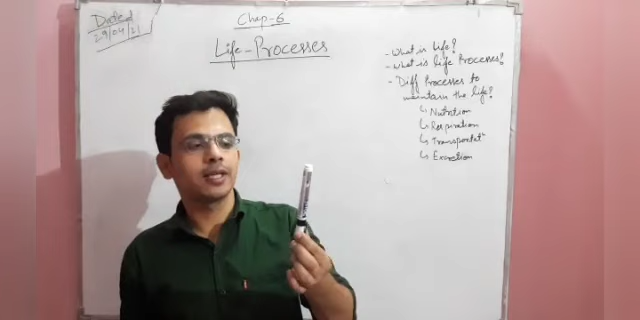 Dated
29/04/21
Chap-6
Life-Processes
- What is life?
- What is life Processes?
- Diff Processes to
maintain the life?
↳ Nutrition
↳ Respiration
↳ Transportatⁿ
↳ Excretion